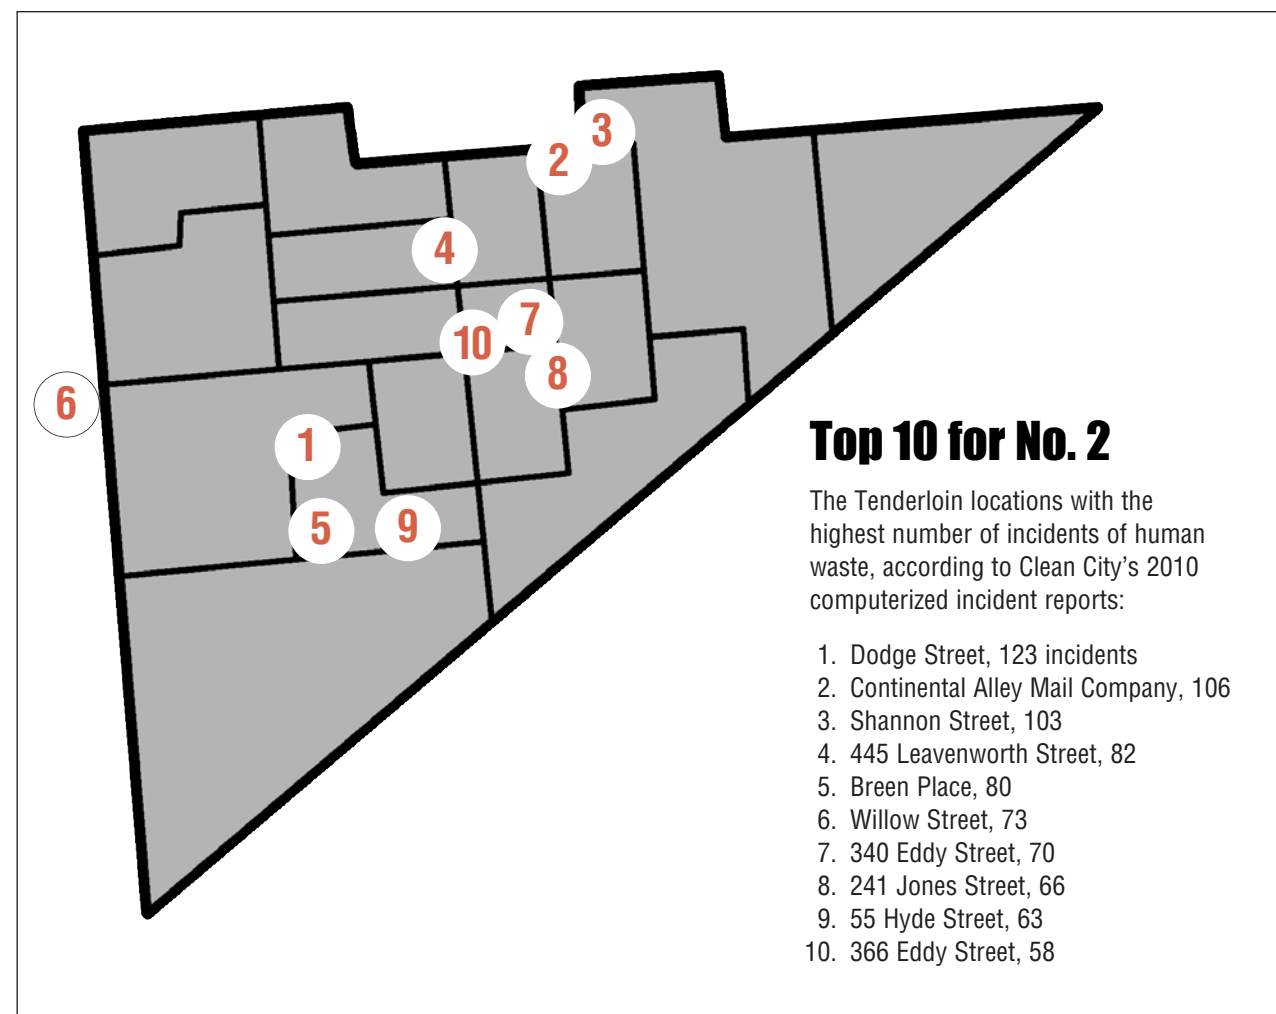 3
2
4
7
10
8
6
1
5
9
Top 10 for No. 2
The Tenderloin locations with the
highest number of incidents of human
waste, according to Clean City’s 2010
computerized incident reports:
1. Dodge Street, 123 incidents
2. Continental Alley Mail Company, 106
3. Shannon Street, 103
4. 445 Leavenworth Street, 82
5. Breen Place, 80
6. Willow Street, 73
7. 340 Eddy Street, 70
8. 241 Jones Street, 66
9. 55 Hyde Street, 63
10. 366 Eddy Street, 58